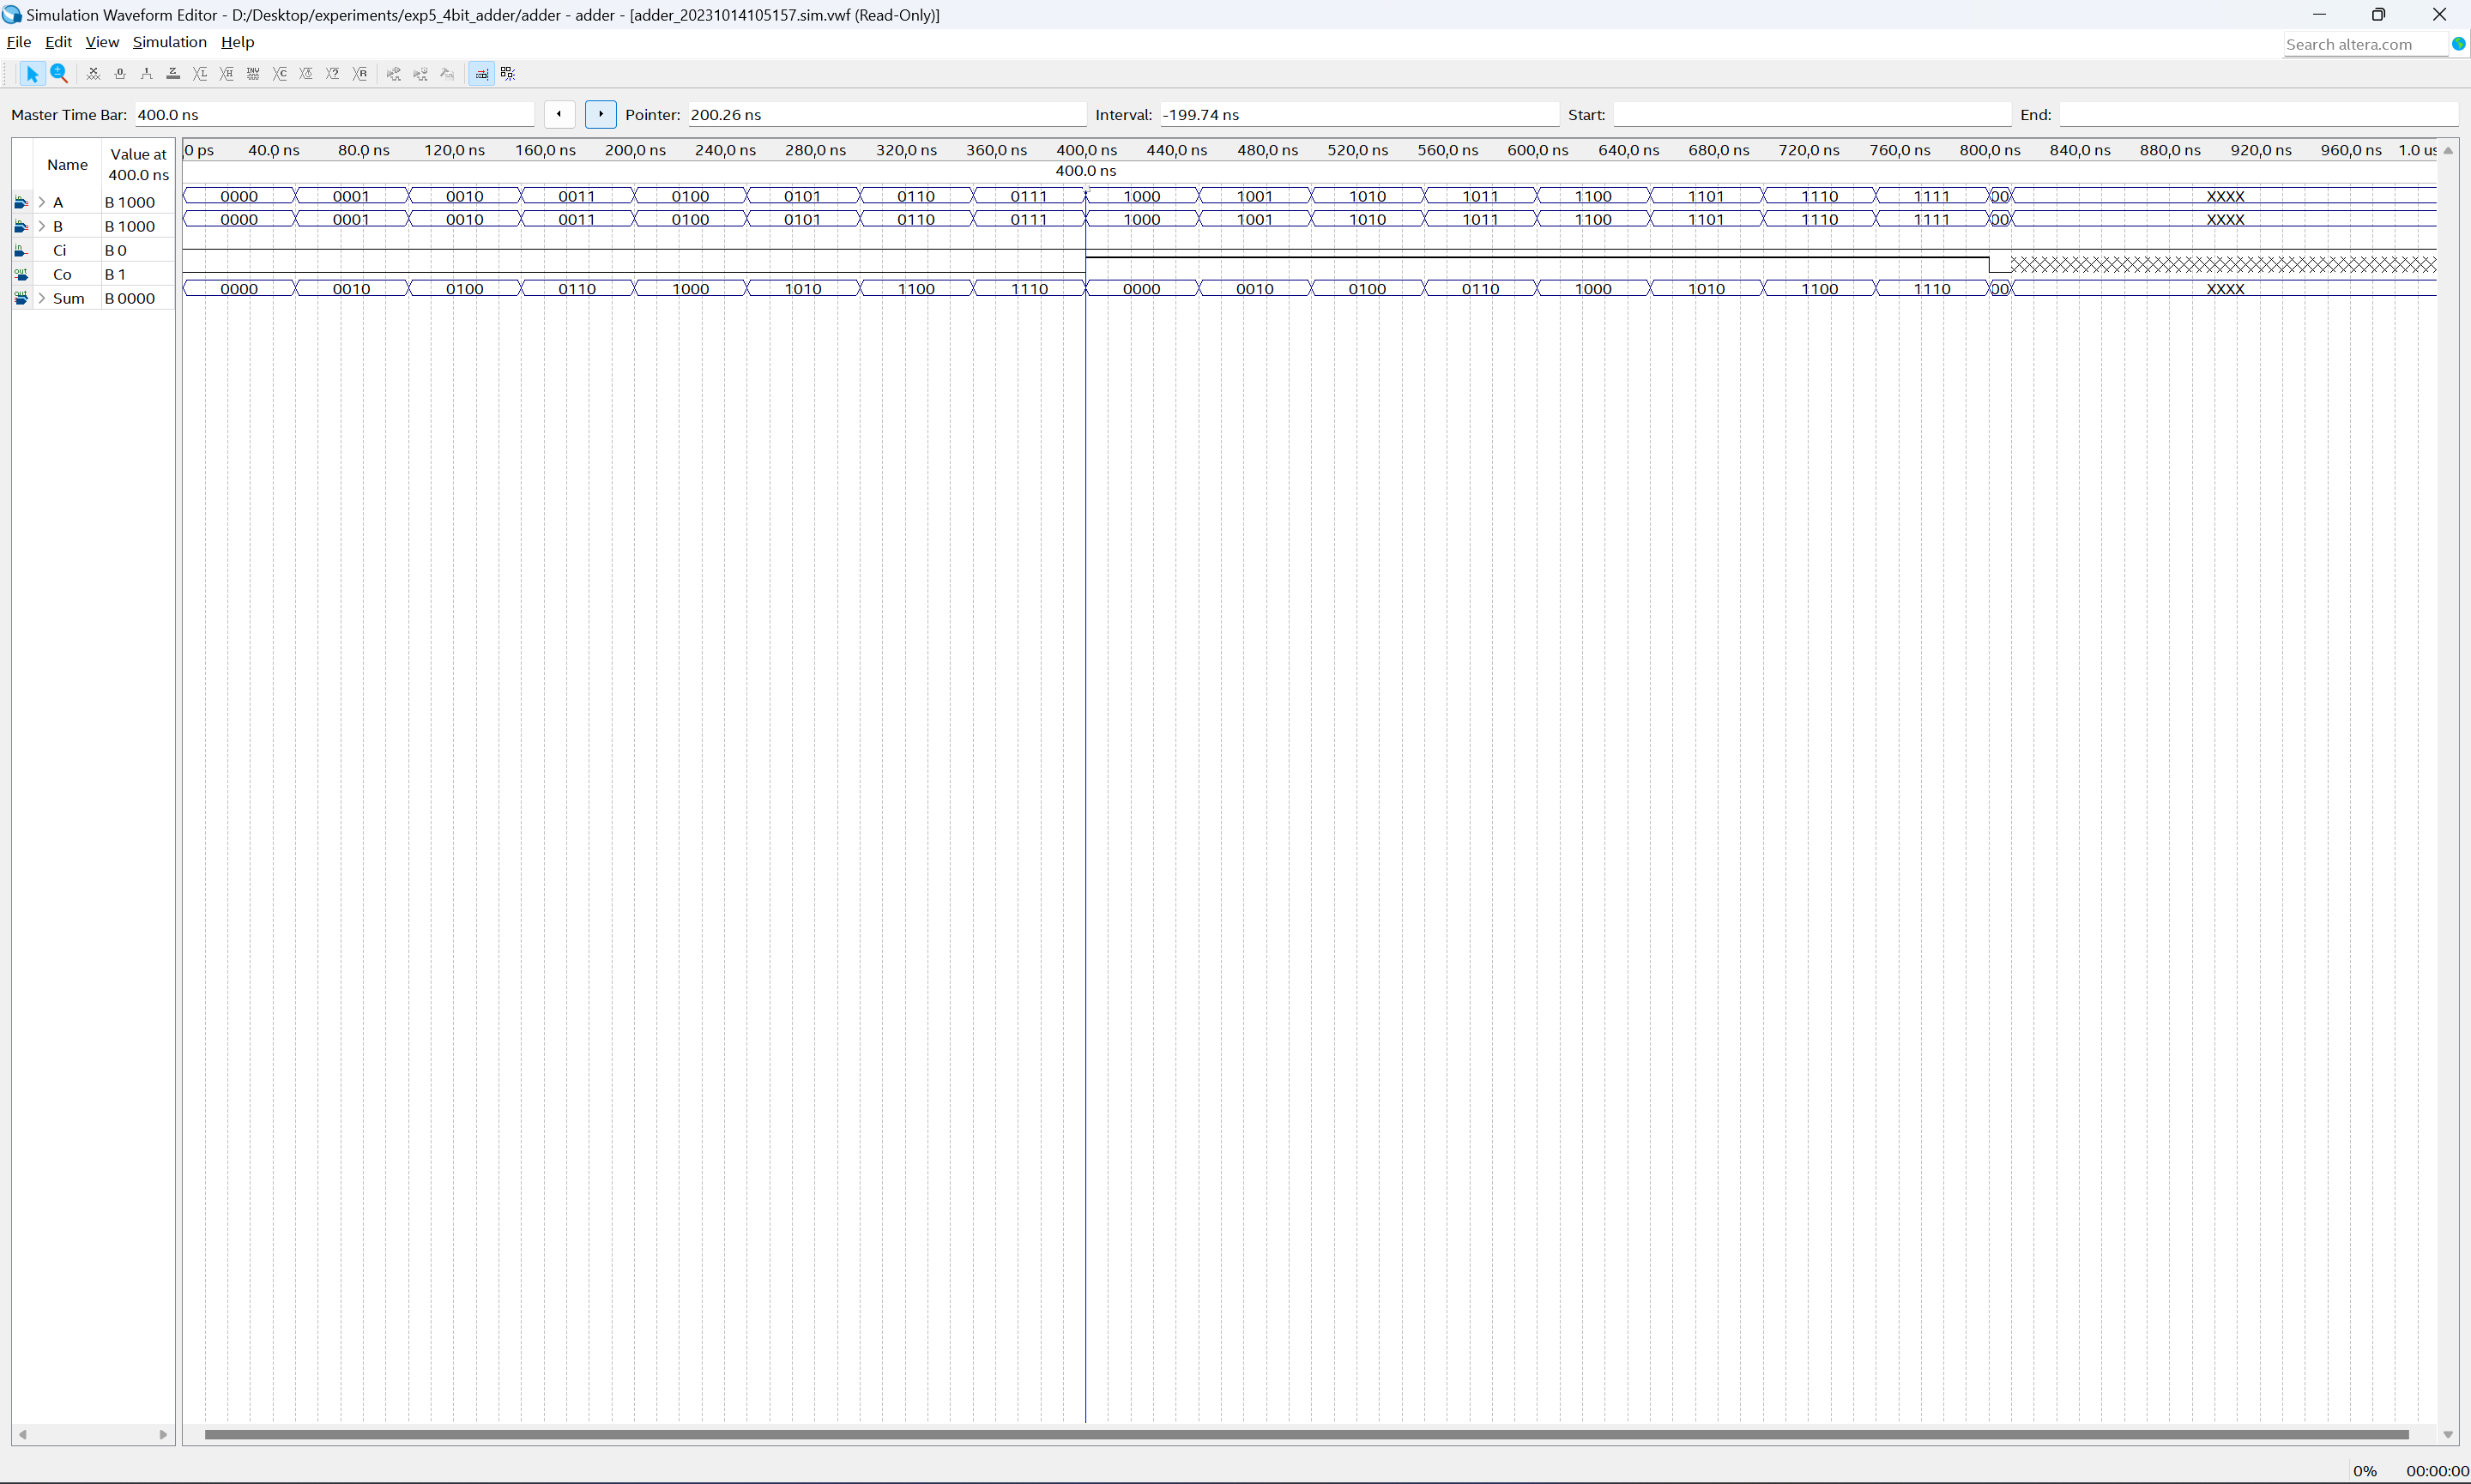 Simulation Waveform Editor - D:/Desktop/experiments/exp5_4bit_adder/adder - adder - [adder_20231014105157.sim.vwf (Read-Only)]
File Edit View Simulation Help
Search altera.com
Master Time Bar: 400.0 ns Pointer: 200.26 ns Interval: -199.74 ns Start: End:
Name Value at 400.0 ns
0 ps 40.0 ns 80.0 ns 120.0 ns 160.0 ns 200.0 ns 240.0 ns 280.0 ns 320.0 ns 360.0 ns 400.0 ns 440.0 ns 480.0 ns 520.0 ns 560.0 ns 600.0 ns 640.0 ns 680.0 ns 720.0 ns 760.0 ns 800.0 ns 840.0 ns 880.0 ns 920.0 ns 960.0 ns 1.0 us
400.0 ns
A B 1000 0000 0001 0010 0011 0100 0101 0110 0111 1000 1001 1010 1011 1100 1101 1110 1111 00 XXXX
B B 1000 0000 0001 0010 0011 0100 0101 0110 0111 1000 1001 1010 1011 1100 1101 1110 1111 00 XXXX
Ci B 0
Co B 1
Sum B 0000 0000 0010 0100 0110 1000 1010 1100 1110 0000 0010 0100 0110 1000 1010 1100 1110 00 XXXX
0% 00:00:00